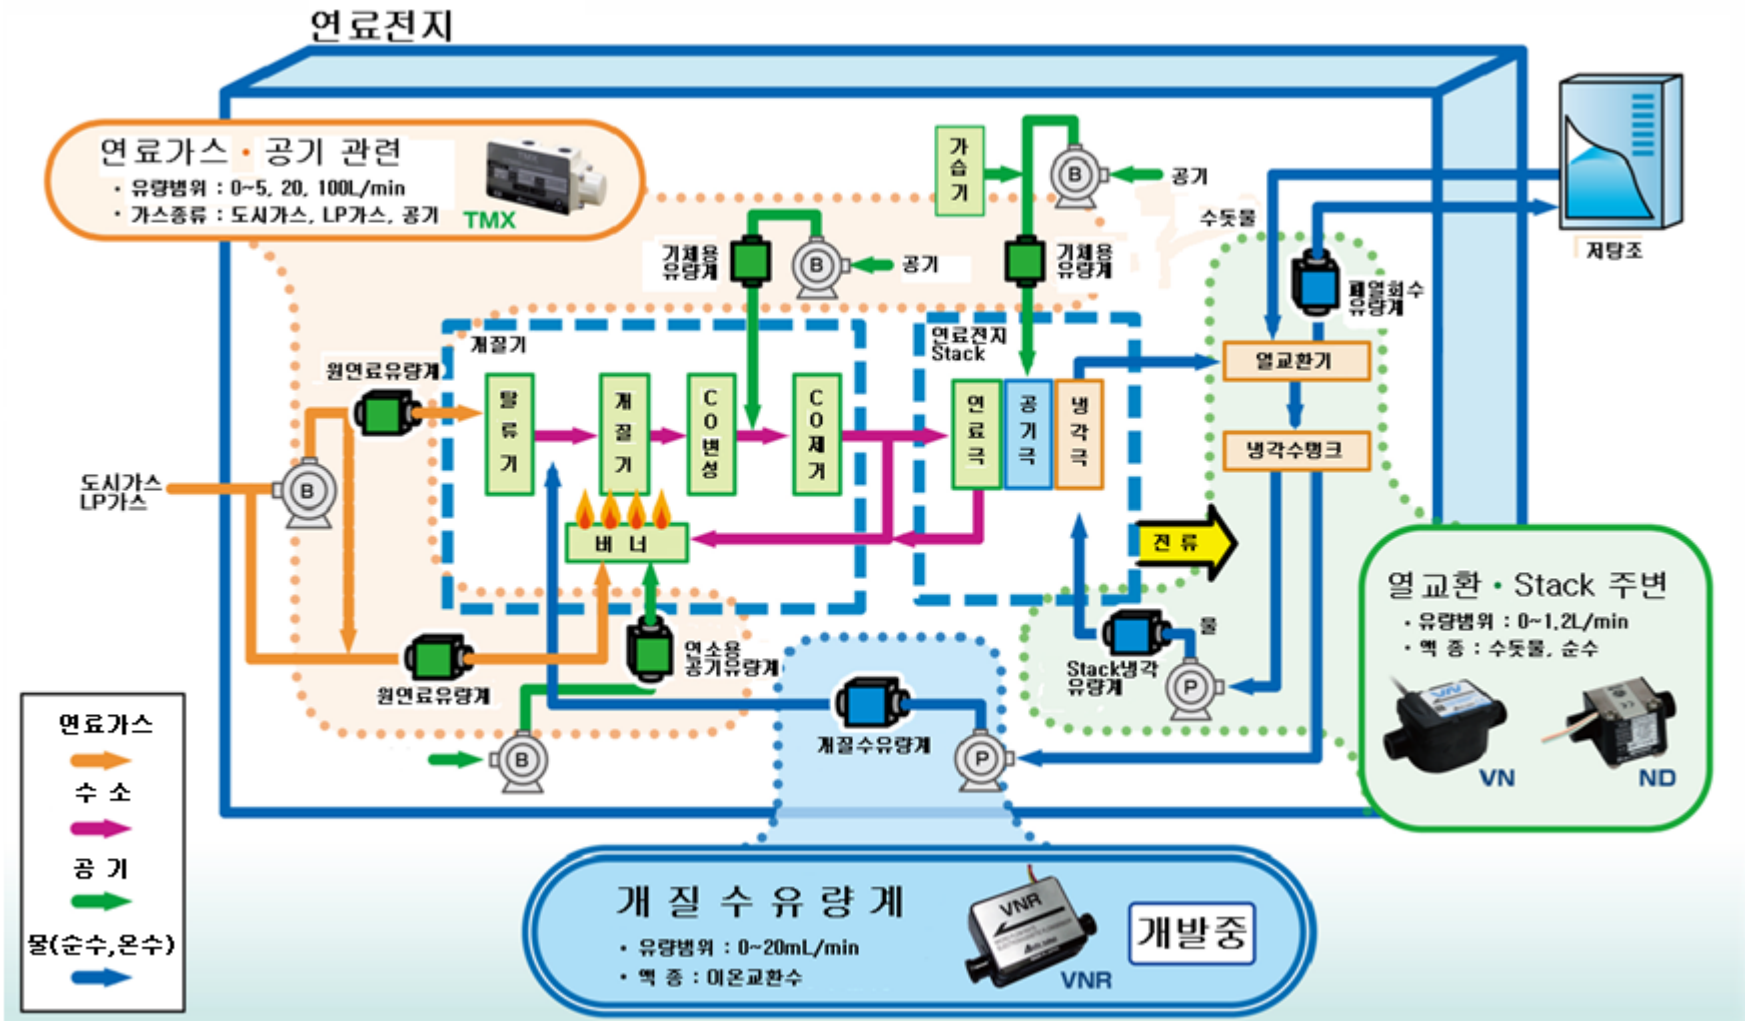 연료전지
연료가스 · 공기 관련
· 유량범위 : 0~5, 20, 100L/min
· 가스종류 : 도시가스, LP가스, 공기
TMX
가습기
B
공기
수돗물
저탕조
기체용
유량계
B
공기
기체용
유량계
폐열회수
유량계
개질기
연료전지
Stack
열교환기
원연료유량계
탈류기
개질기
CO변성
CO제거
연료극
공기극
냉각극
냉각수탱크
도시가스
LP가스
B
버너
전류
연소용
공기유량계
원연료유량계
물
Stack냉각
유량계
P
B
개질수유량계
P
열교환 · Stack 주변
· 유량범위 : 0~1.2L/min
· 액 종 : 수돗물, 순수
VN
ND
연료가스
수 소
공 기
물(순수,온수)
개질수유량계
· 유량범위 : 0~20mL/min
· 액 종 : 이온교환수
VNR
VNR
개발중